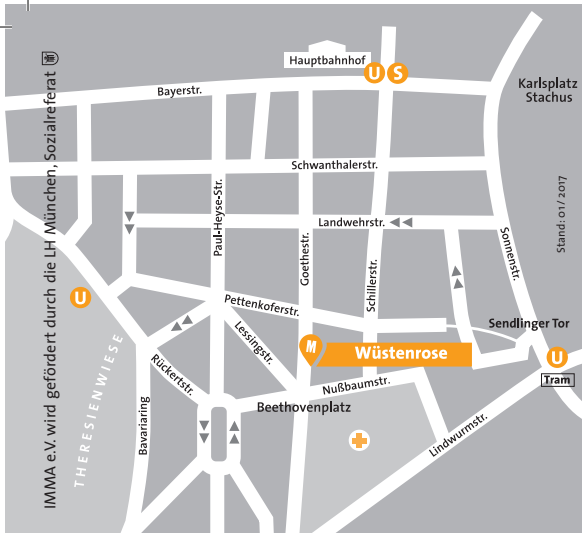 Hauptbahnhof
U S
Karlsplatz
Stachus
Bayerstr.
Schwanthalerstr.
Landwehrstr.
Paul-Heyse-Str.
Goethestr.
Schillerstr.
Sonnenstr.
Stand: 01/2017
U
Pettenkoferstr.
Lessingstr.
Sendlinger Tor
M
Wüstenrose
U
Tram
Rückertstr.
Nußbaumstr.
Beethovenplatz
Bavariaring
Lindwurmstr.
THERESIENWIESE
IMMA e.V. wird gefördert durch die LH München, Sozialreferat